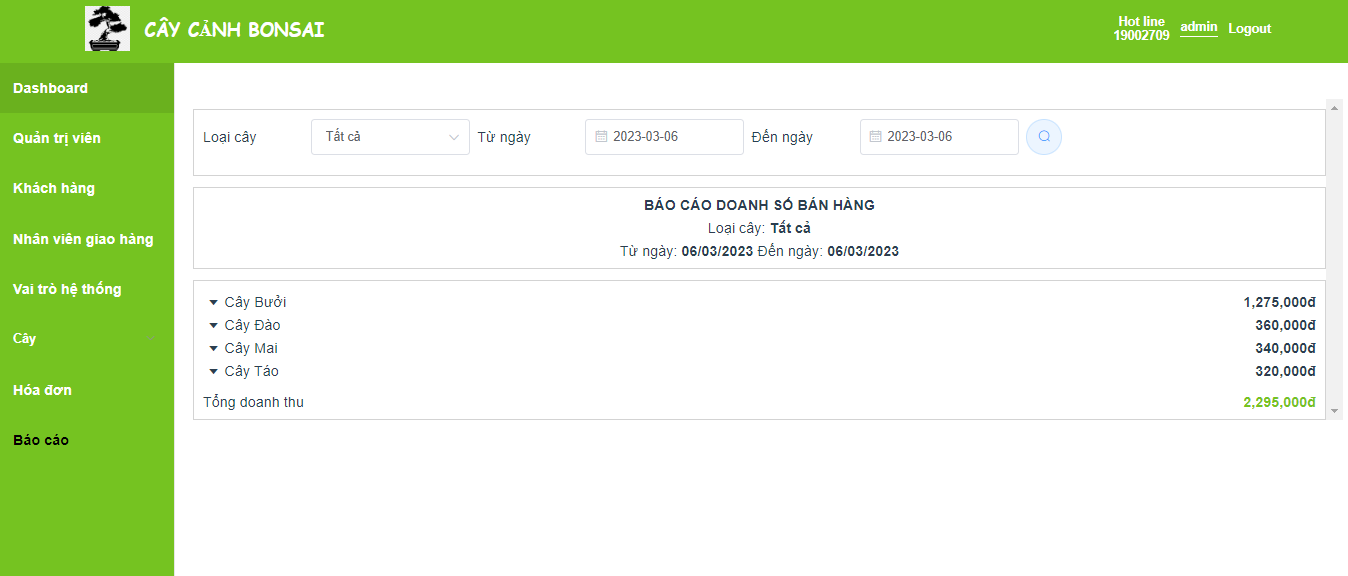 CÂY CẢNH BONSAI
Hot line
19002709
admin
Logout
Dashboard
Quản trị viên
Khách hàng
Nhân viên giao hàng
Vai trò hệ thống
Cây
Hóa đơn
Báo cáo
Loại cây
Tất cả
Từ ngày
2023-03-06
Đến ngày
2023-03-06
BÁO CÁO DOANH SỐ BÁN HÀNG
Loại cây: Tất cả
Từ ngày: 06/03/2023 Đến ngày: 06/03/2023
Cây Bưởi 1,275,000đ
Cây Đào 360,000đ
Cây Mai 340,000đ
Cây Táo 320,000đ
Tổng doanh thu 2,295,000đ